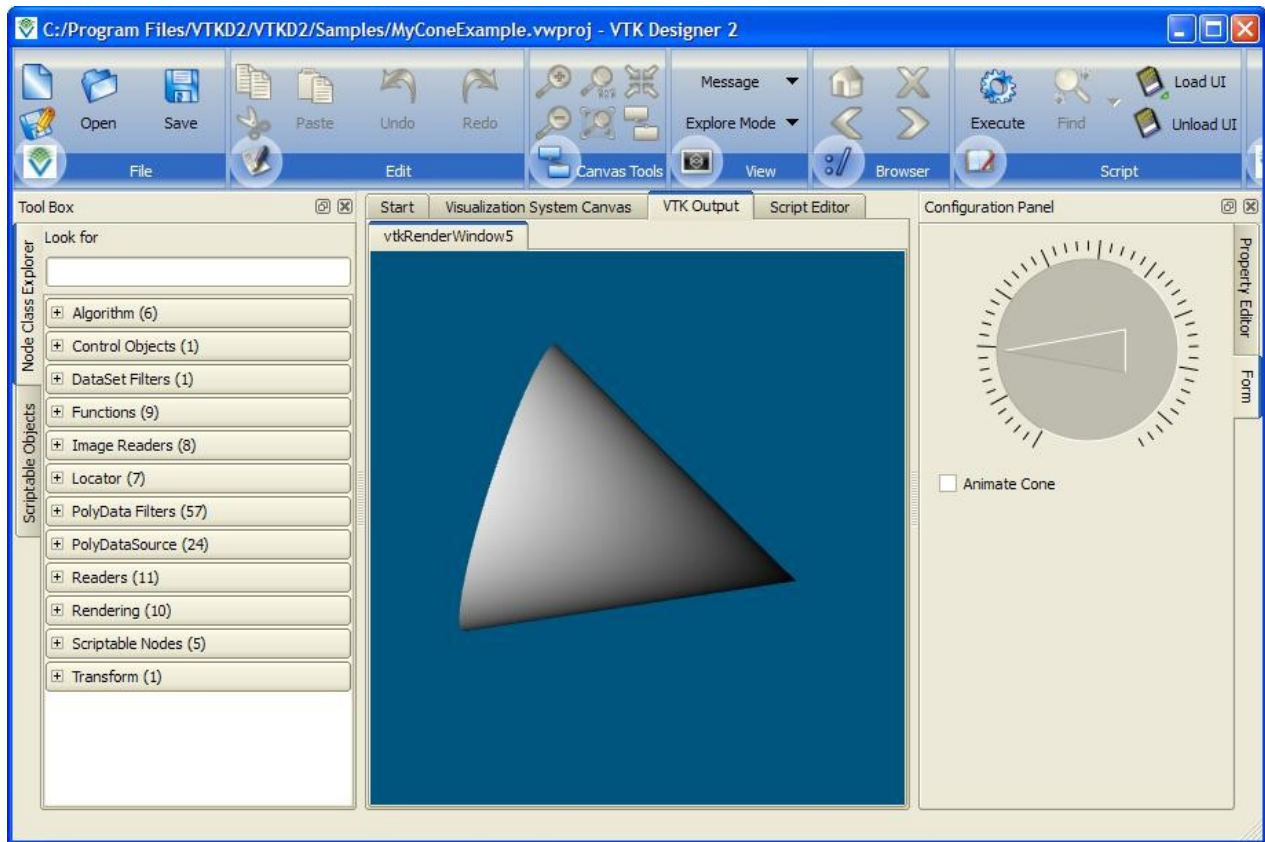 C:/Program Files/VTKD2/VTKD2/Samples/MyConeExample.vwproj - VTK Designer 2
Message
Load UI
Open
Save
Paste
Undo
Redo
Explore Mode
Execute
Find
Unload UI
File
Edit
Canvas Tools
View
Browser
Script
Tool Box
Start
Visualization System Canvas
VTK Output
Script Editor
Configuration Panel
Node Class Explorer
Scriptable Objects
Look for
vtkRenderWindow5
Property Editor
Form
Algorithm (6)
Control Objects (1)
DataSet Filters (1)
Functions (9)
Image Readers (8)
Locator (7)
PolyData Filters (57)
PolyDataSource (24)
Readers (11)
Rendering (10)
Scriptable Nodes (5)
Transform (1)
Animate Cone